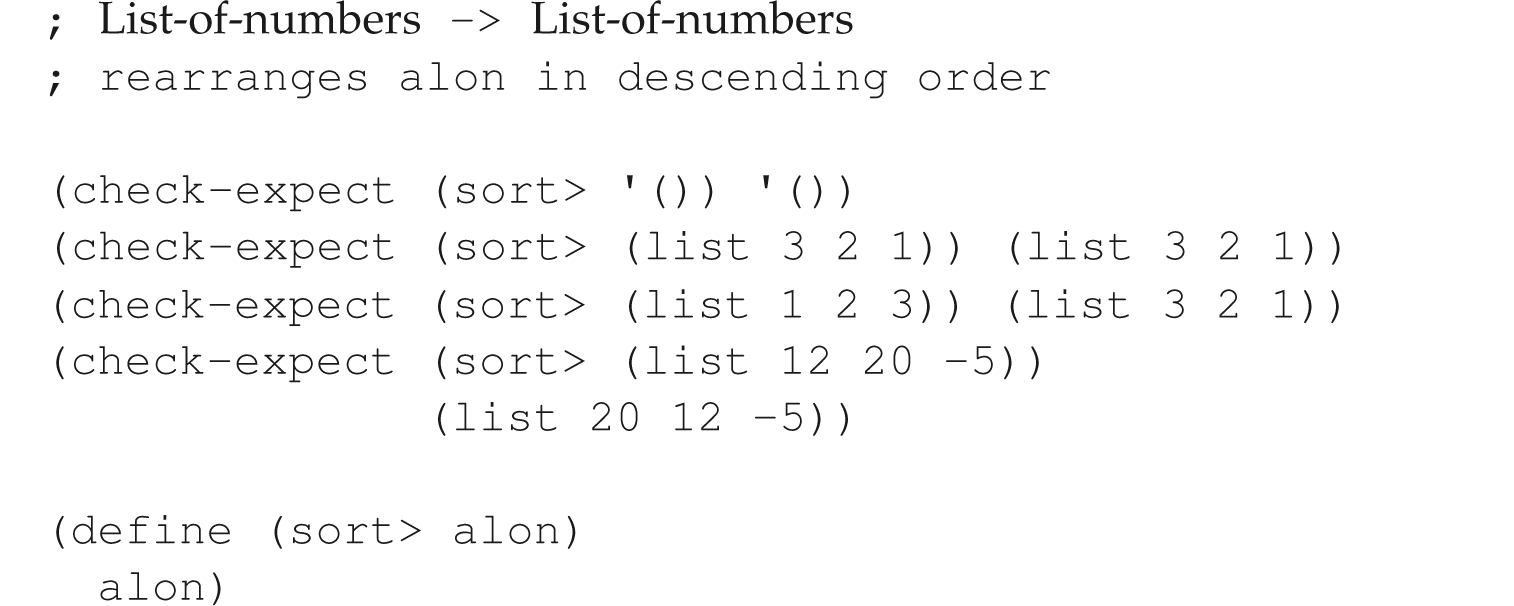 ; List-of-numbers -> List-of-numbers
; rearranges alon in descending order
(check-expect (sort> '()) '())
(check-expect (sort> (list 3 2 1)) (list 3 2 1))
(check-expect (sort> (list 1 2 3)) (list 3 2 1))
(check-expect (sort> (list 12 20 -5))
(list 20 12 -5))
(define (sort> alon)
alon)